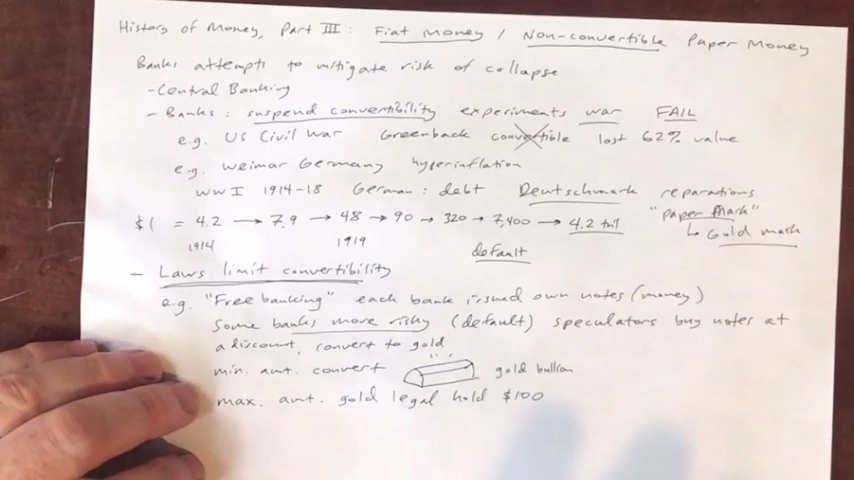 History of Money, Part III: Fiat Money / Non-convertible Paper Money
Banks attempts to mitigate risk of collapse
- Central Banking
- Banks: suspend convertibility experiments war FAIL
e.g. US Civil War Greenback convertible lost 62% value
e.g. Weimar Germany hyperinflation
WWI 1914-18 German: debt Deutschmark reparations
"paper mark"
$1 = 4.2 → 7.9 → 48 → 90 → 320 → 7,400 → 4.2 tril
↳ Gold mark
1914 1919
default
- Laws limit convertibility
e.g. "Free banking" each bank issued own notes (money)
some banks more risky (default) speculators buy notes at
a discount, convert to gold
min. amt. convert gold bullion
max. amt. gold legal hold $100